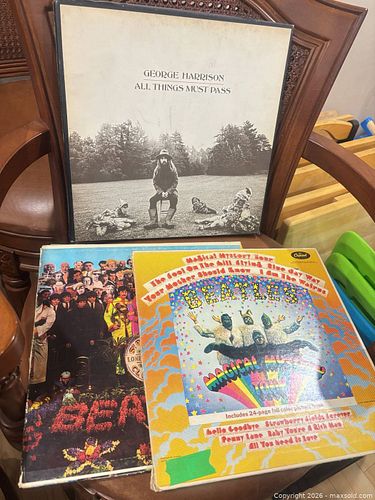 GEORGE HARRISON
ALL THINGS MUST PASS
LONE
BEA
Capitol
MAGICAL MYSTERY TOUR
The Fool On The Hill Flying Blue Jay Way
Your Mother Should Know I Am The Walrus
BEATLES
MAGICAL MYSTERY TOUR
Includes 24-page full color picture book
Hello Goodbye Strawberry Fields Forever
Penny Lane Baby You're A Rich Man
All You Need Is Love
Copyright 2026 - maxsold.com